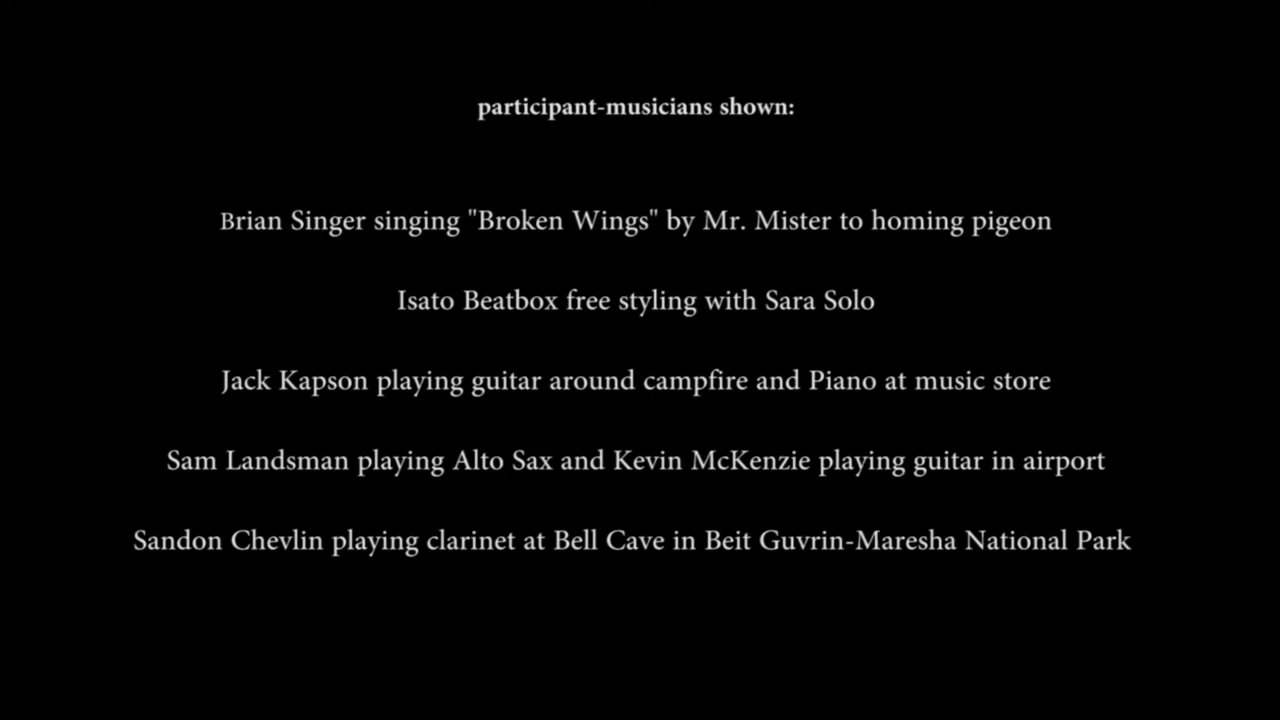 participant-musicians shown:
Brian Singer singing "Broken Wings" by Mr. Mister to homing pigeon
Isato Beatbox free styling with Sara Solo
Jack Kapson playing guitar around campfire and Piano at music store
Sam Landsman playing Alto Sax and Kevin McKenzie playing guitar in airport
Sandon Chevlin playing clarinet at Bell Cave in Beit Guvrin-Maresha National Park